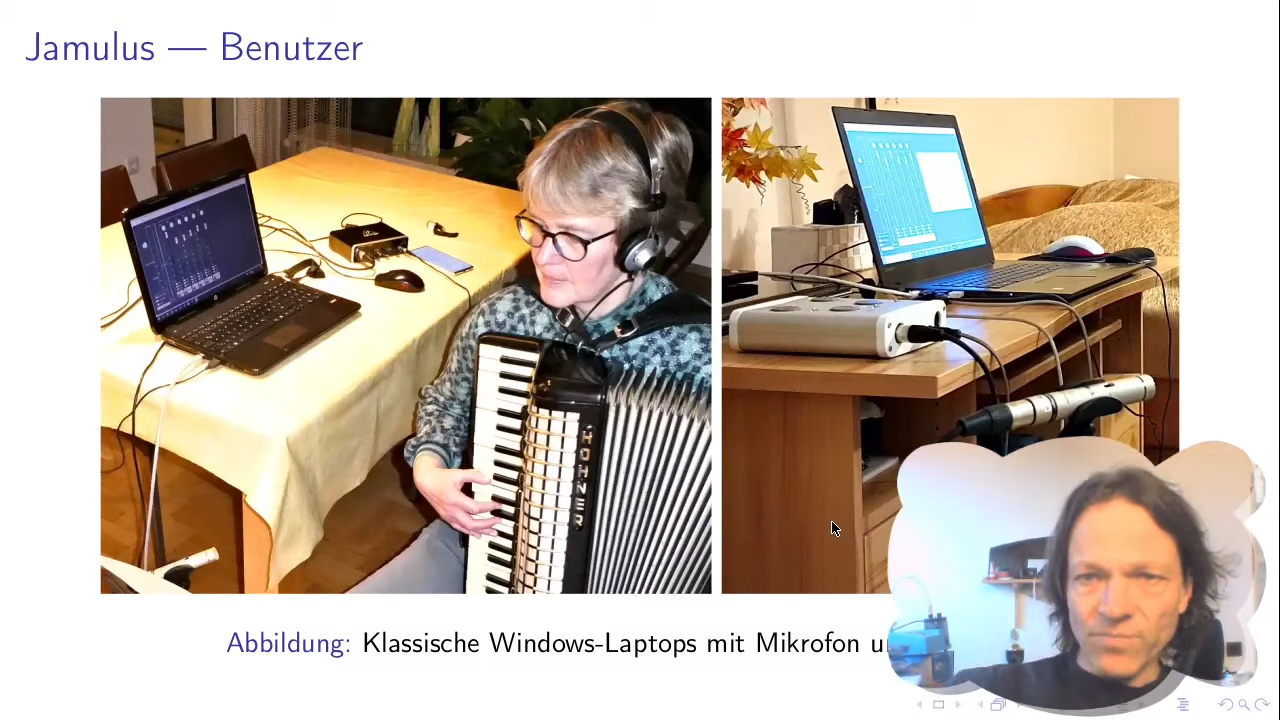 Jamulus — Benutzer
HOHNER
Abbildung: Klassische Windows-Laptops mit Mikrofon